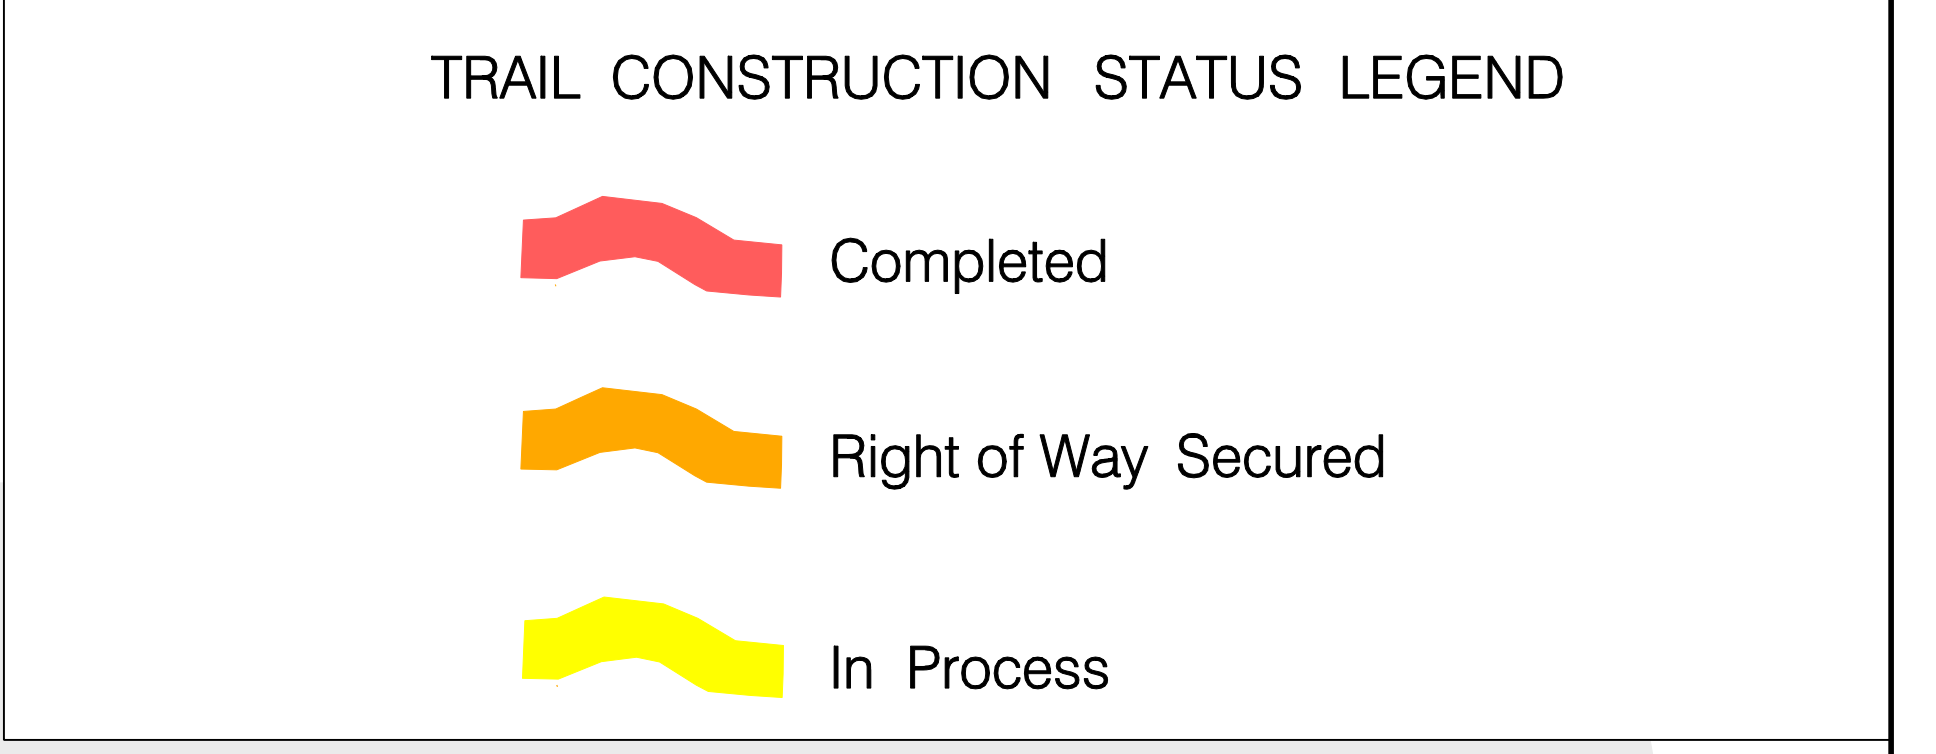 TRAIL CONSTRUCTION STATUS LEGEND
Completed
Right of Way Secured
In Process